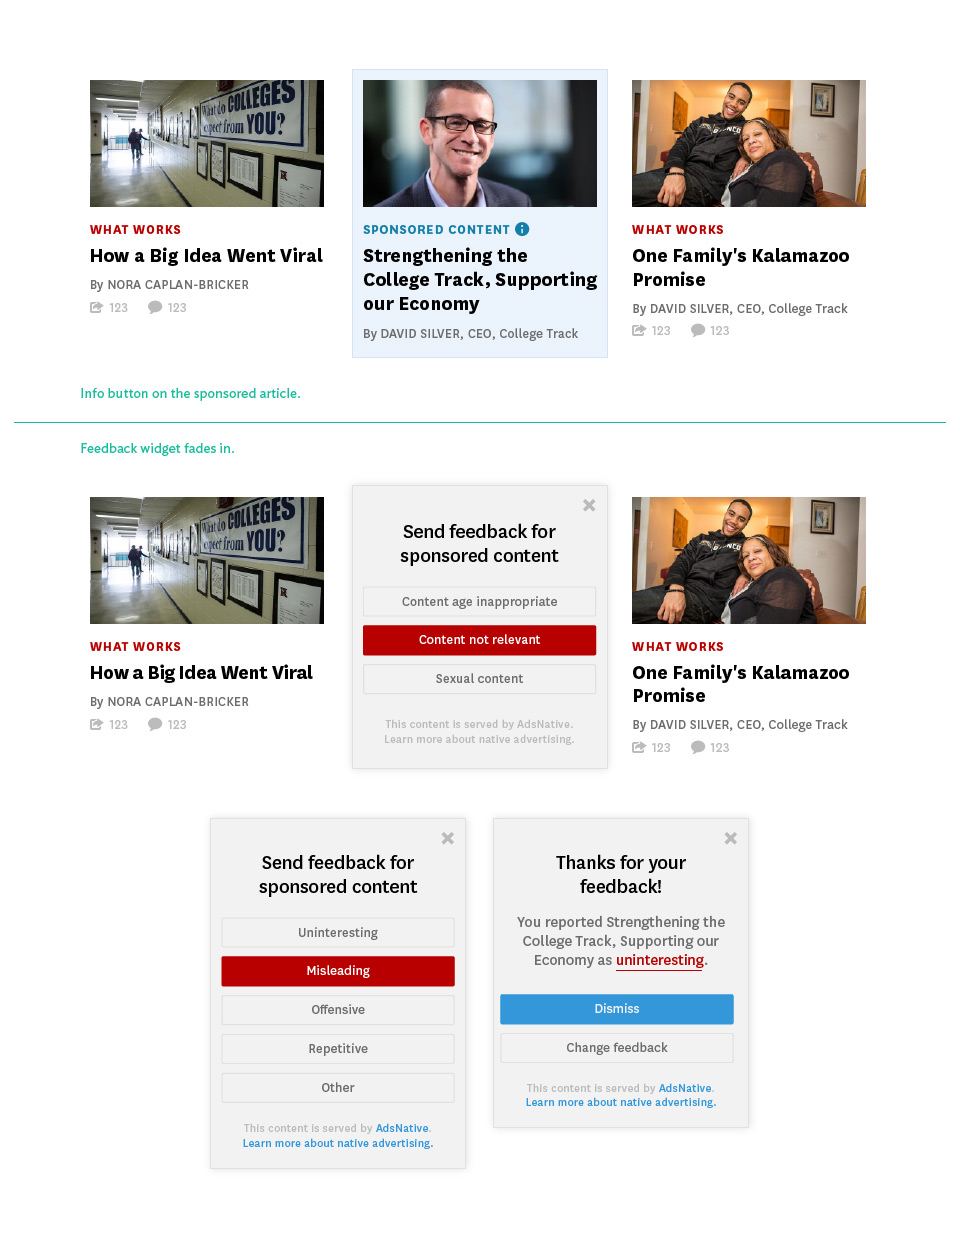 What do COLLEGES
expect from YOU?
WHAT WORKS
How a Big Idea Went Viral
By NORA CAPLAN-BRICKER
123 123
SPONSORED CONTENT
Strengthening the
College Track, Supporting
our Economy
By DAVID SILVER, CEO, College Track
BRONCO
WHAT WORKS
One Family's Kalamazoo
Promise
By DAVID SILVER, CEO, College Track
123 123
Info button on the sponsored article.
Feedback widget fades in.
What do COLLEGES
expect from YOU?
WHAT WORKS
How a Big Idea Went Viral
By NORA CAPLAN-BRICKER
123 123
Send feedback for
sponsored content
Content age inappropriate
Content not relevant
Sexual content
This content is served by AdsNative.
Learn more about native advertising.
BRONCO
WHAT WORKS
One Family's Kalamazoo
Promise
By DAVID SILVER, CEO, College Track
123 123
Send feedback for
sponsored content
Uninteresting
Misleading
Offensive
Repetitive
Other
This content is served by AdsNative.
Learn more about native advertising.
Thanks for your
feedback!
You reported Strengthening the
College Track, Supporting our
Economy as uninteresting.
Dismiss
Change feedback
This content is served by AdsNative.
Learn more about native advertising.